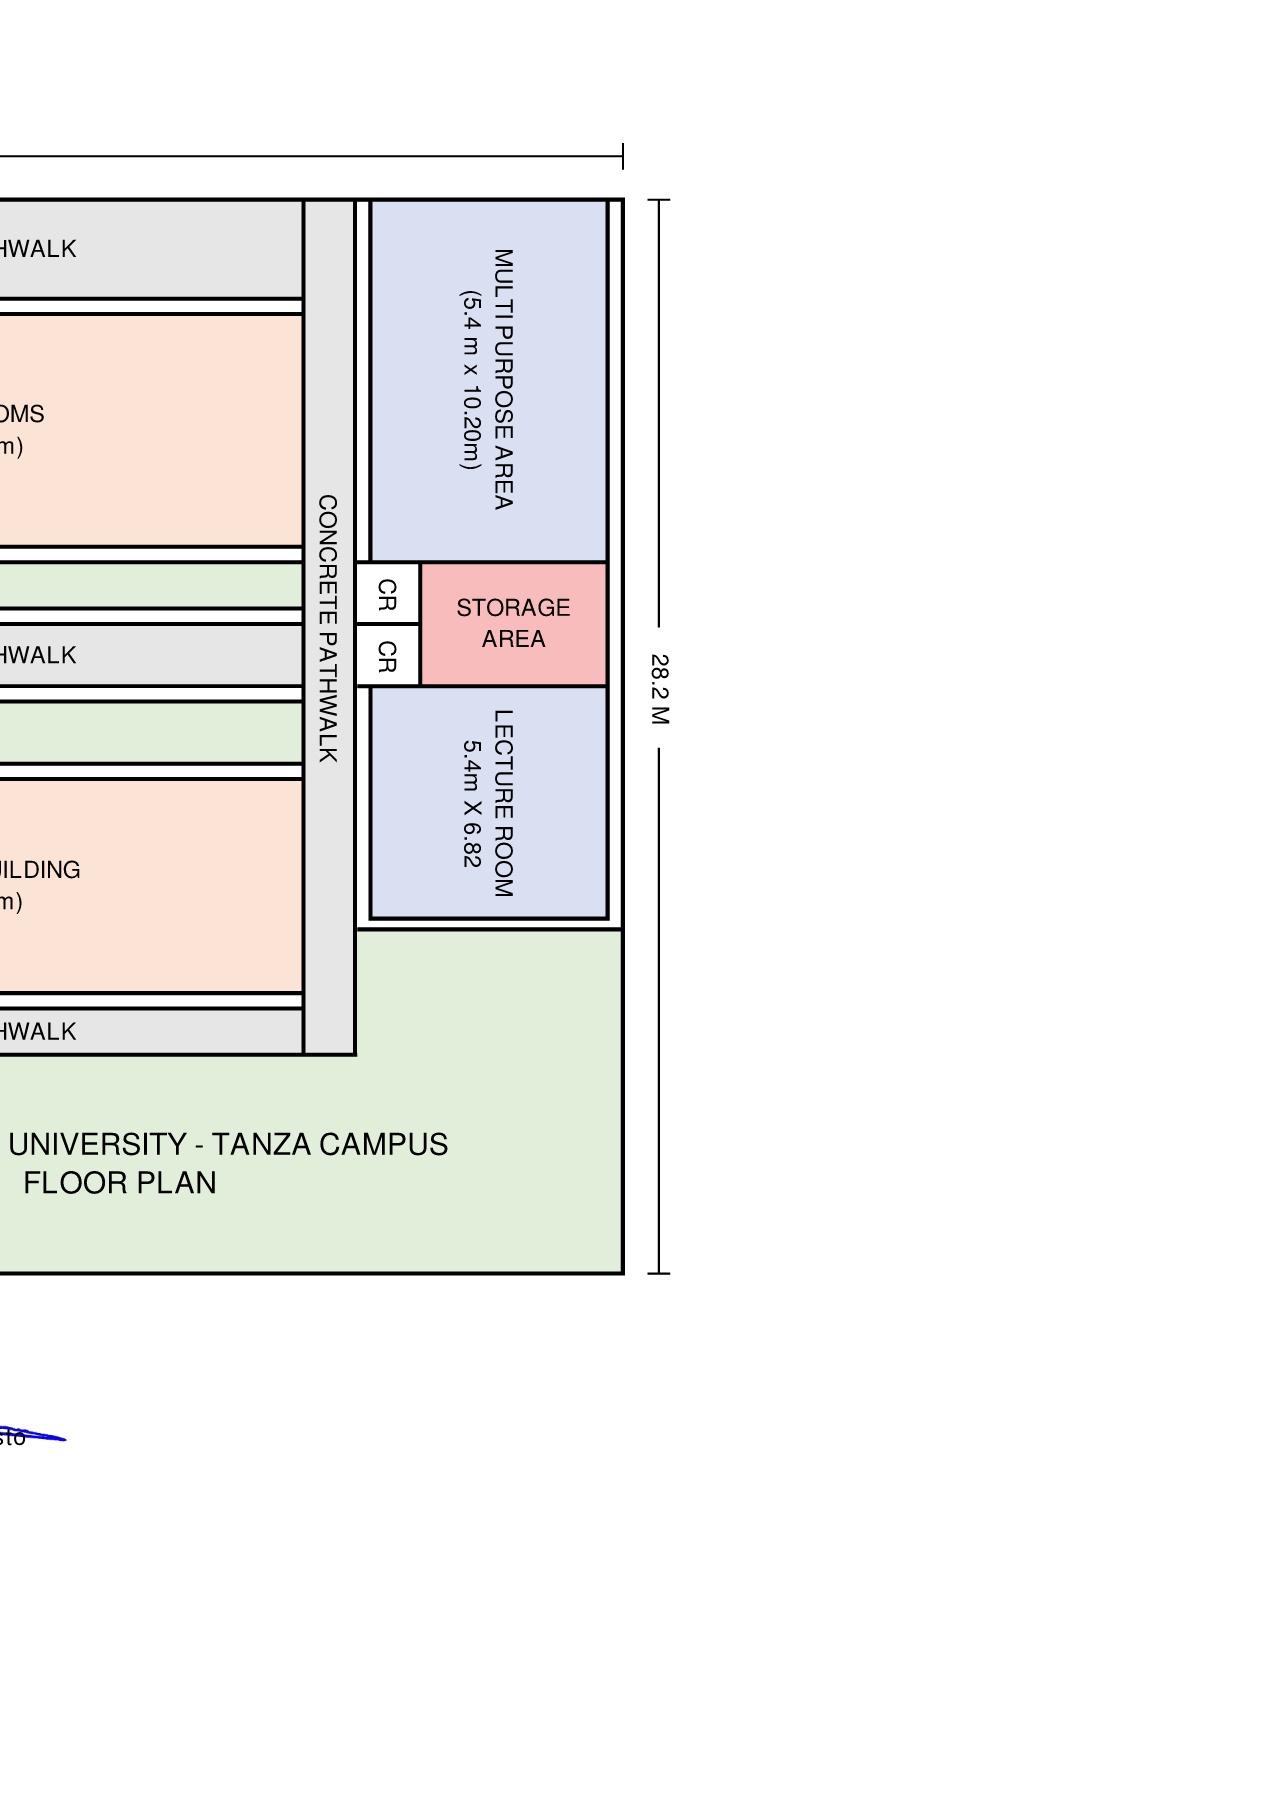 HWALK
MULTI PURPOSE AREA
(5.4 m x 10.20m)
OMS
m)
CONCRETE PATHWALK
CR
STORAGE
AREA
HWALK
CR
28.2 M
LECTURE ROOM
5.4m X 6.82
ILDING
m)
HWALK
UNIVERSITY - TANZA CAMPUS
FLOOR PLAN
sto